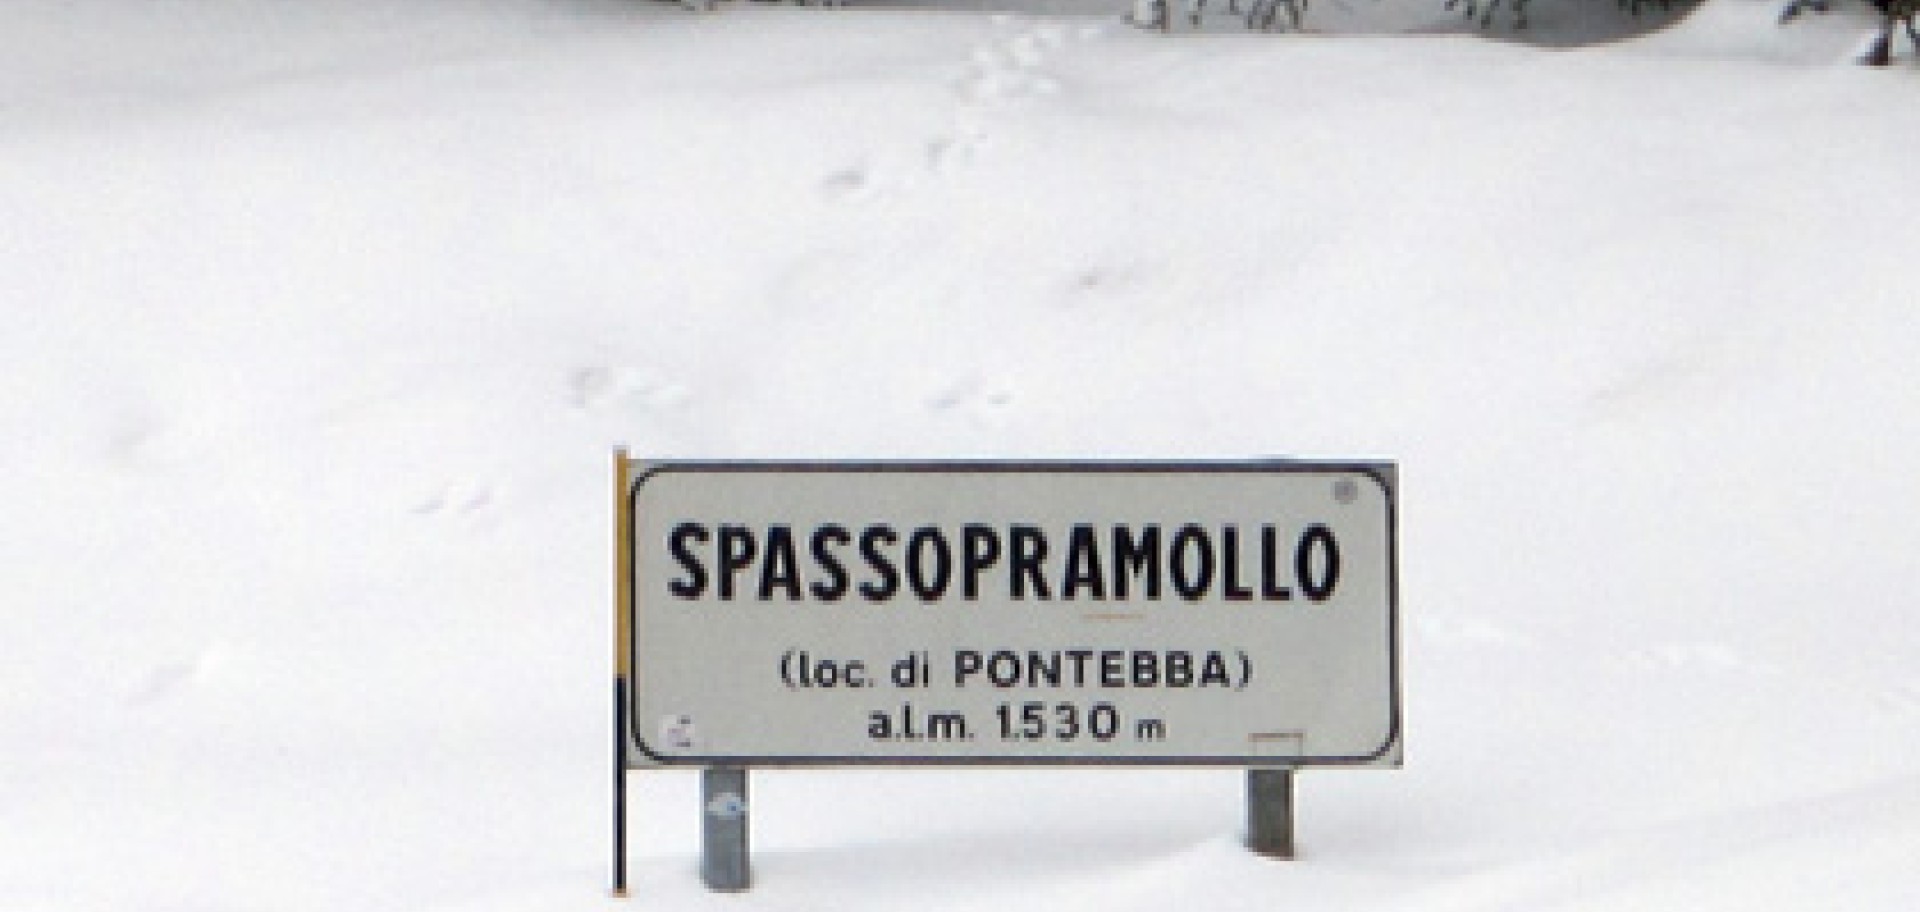 SPASSOPRAMOLLO
(loc. di PONTEBBA)
a.l.m. 1.530 m